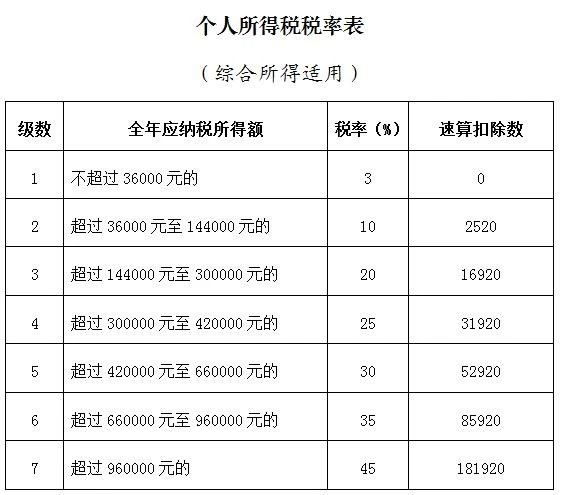 个人所得税税率表
（综合所得适用）
级数 全年应纳税所得额 税率（%） 速算扣除数
1 不超过 36000 元的 3 0
2 超过 36000 元至 144000 元的 10 2520
3 超过 144000 元至 300000 元的 20 16920
4 超过 300000 元至 420000 元的 25 31920
5 超过 420000 元至 660000 元的 30 52920
6 超过 660000 元至 960000 元的 35 85920
7 超过 960000 元的 45 181920